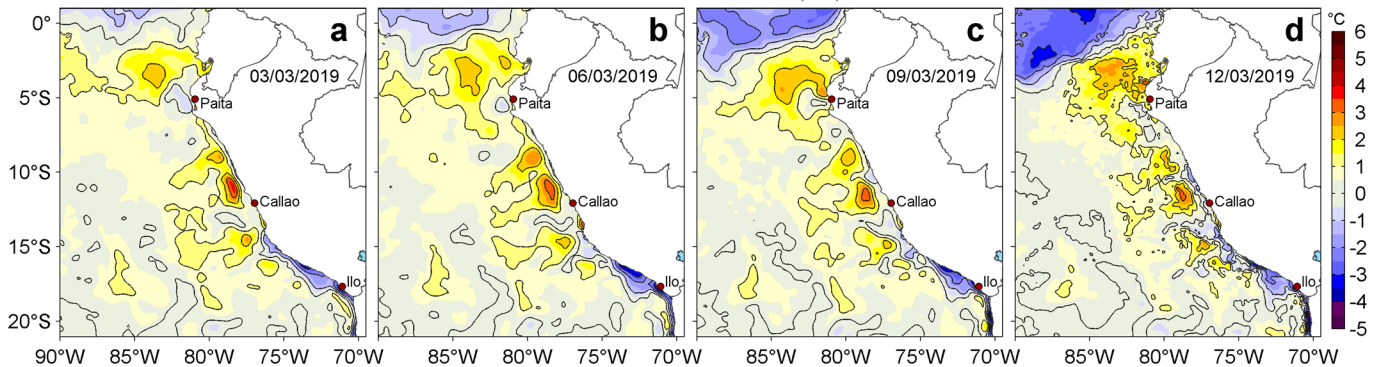 a
b
c
d
03/03/2019
06/03/2019
09/03/2019
12/03/2019
0°
5°S
10°S
15°S
20°S
Paita
Callao
Ilo
Paita
Callao
Ilo
Paita
Callao
Ilo
Paita
Callao
Ilo
90°W 85°W 80°W 75°W 70°W
85°W 80°W 75°W 70°W
85°W 80°W 75°W 70°W
85°W 80°W 75°W 70°W
°C
6
5
4
3
2
1
0
-1
-2
-3
-4
-5